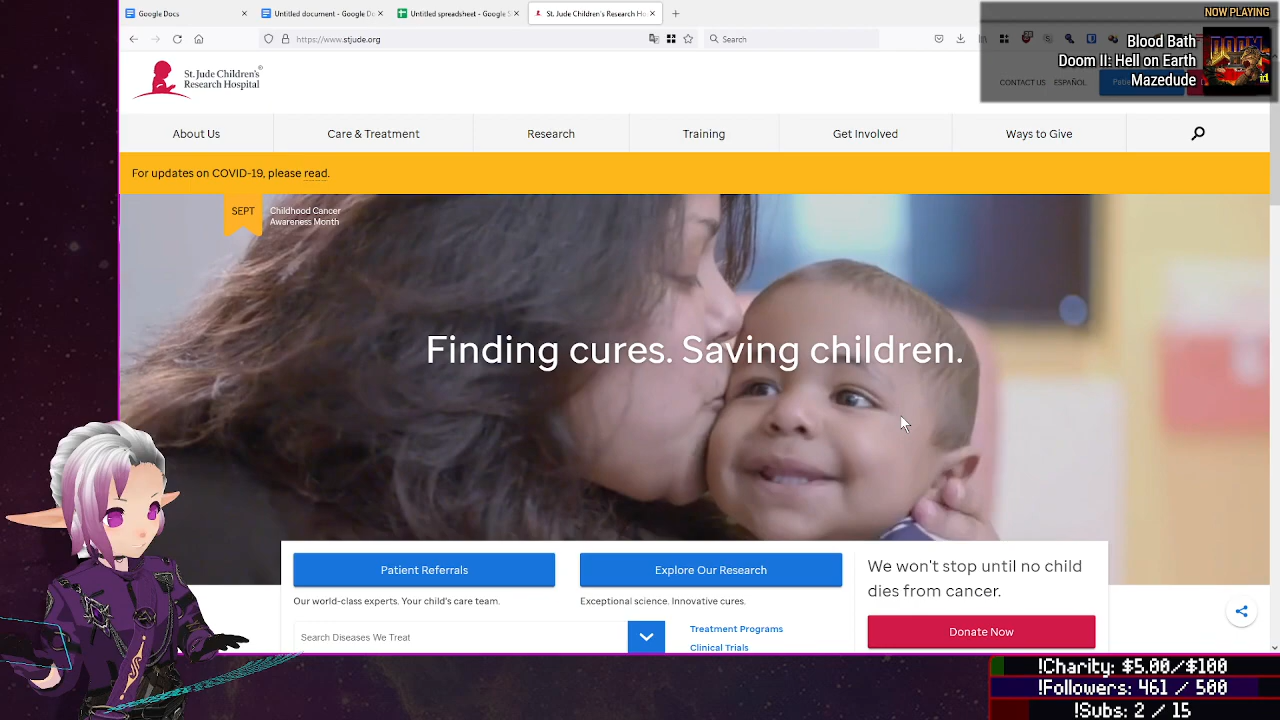 Google Docs
Untitled document - Google Do
Untitled spreadsheet - Google S
St. Jude Children's Research Ho
https://www.stjude.org
Search
NOW PLAYING
Blood Bath
Doom II: Hell on Earth
Mazedude
DOOM
St. Jude Children's
Research Hospital
CONTACT US
ESPAÑOL
About Us
Care & Treatment
Research
Training
Get Involved
Ways to Give
For updates on COVID-19, please read.
SEPT
Childhood Cancer
Awareness Month
Finding cures. Saving children.
Patient Referrals
Explore Our Research
We won't stop until no child
dies from cancer.
Our world-class experts. Your child's care team.
Exceptional science. Innovative cures.
Search Diseases We Treat
Treatment Programs
Clinical Trials
Donate Now
!Charity: $5.00/$100
!Followers: 461 / 500
!Subs: 2 / 15